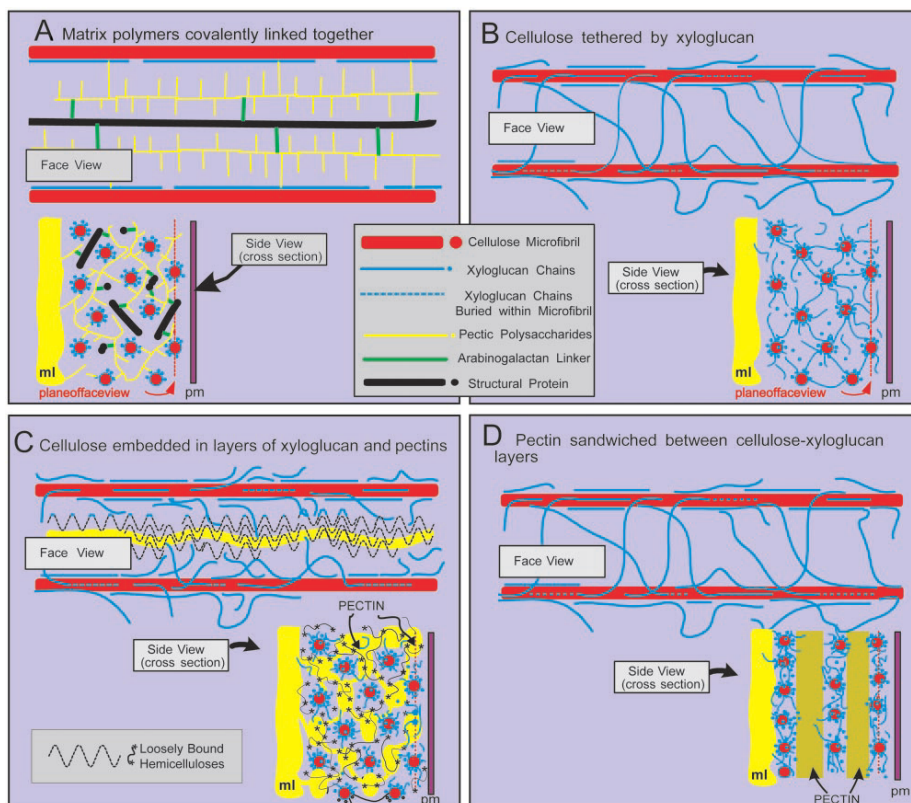 A Matrix polymers covalently linked together
Face View
Side View
(cross section)
ml
planeoffaceview
pm
B Cellulose tethered by xyloglucan
Face View
Side View
(cross section)
ml
planeoffaceview
pm
Cellulose Microfibril
Xyloglucan Chains
Xyloglucan Chains
Buried within Microfibril
Pectic Polysaccharides
Arabinogalactan Linker
Structural Protein
C Cellulose embedded in layers of xyloglucan and pectins
Face View
PECTIN
Side View
(cross section)
Loosely Bound
Hemicelluloses
ml
pm
D Pectin sandwiched between cellulose-xyloglucan
layers
Face View
Side View
(cross section)
ml
pm
PECTIN